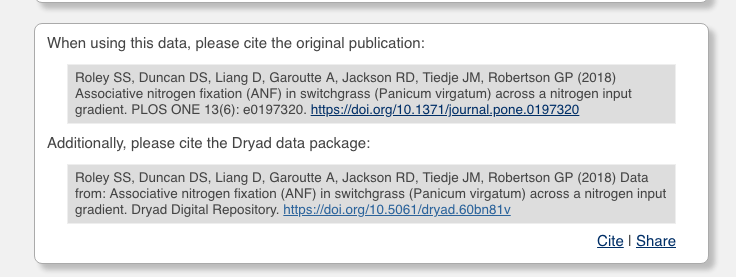 When using this data, please cite the original publication:
Roley SS, Duncan DS, Liang D, Garoutte A, Jackson RD, Tiedje JM, Robertson GP (2018)
Associative nitrogen fixation (ANF) in switchgrass (Panicum virgatum) across a nitrogen input
gradient. PLOS ONE 13(6): e0197320. https://doi.org/10.1371/journal.pone.0197320
Additionally, please cite the Dryad data package:
Roley SS, Duncan DS, Liang D, Garoutte A, Jackson RD, Tiedje JM, Robertson GP (2018) Data
from: Associative nitrogen fixation (ANF) in switchgrass (Panicum virgatum) across a nitrogen input
gradient. Dryad Digital Repository. https://doi.org/10.5061/dryad.60bn81v
Cite | Share